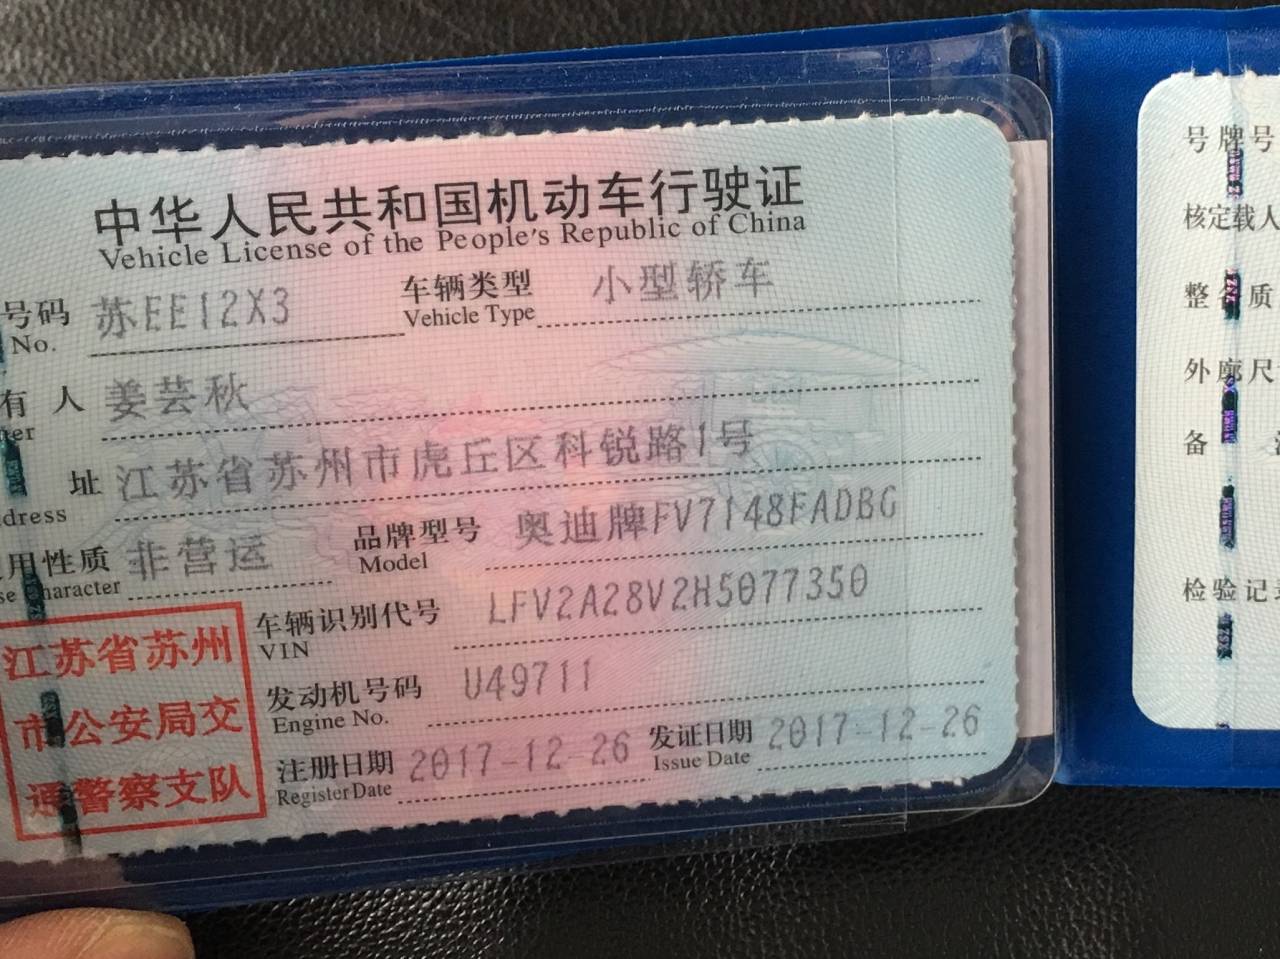 中华人民共和国机动车行驶证
Vehicle License of the People's Republic of China
号码 苏EE12X3 车辆类型 小型轿车
No. Vehicle Type
有 人 姜芸秋
址 江苏省苏州市虎丘区科锐路1号
dress
用性质 非营运 品牌型号 奥迪牌FV7148FADBG
Character Model
车辆识别代号 LFV2A28V2H5077350
VIN
发动机号码 U49711
Engine No.
注册日期 2017-12-26 发证日期 2017-12-26
Register Date Issue Date
江苏省苏州
市公安局交
通警察支队
号牌号
核定载人
整 质
外廓尺
备
检验记